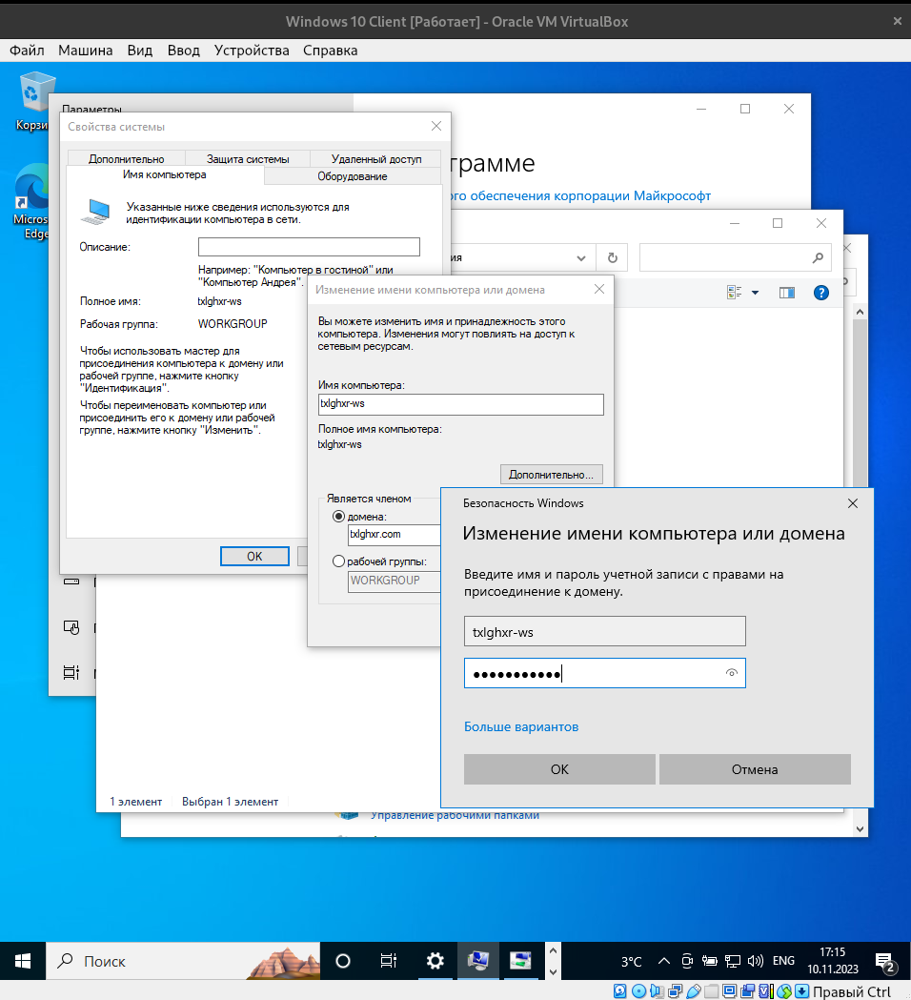 Windows 10 Client [Работает] - Oracle VM VirtualBox
Файл Машина Вид Ввод Устройства Справка
Параметры
Свойства системы
Дополнительно Защита системы Удаленный доступ
Имя компьютера Оборудование
Указанные ниже сведения используются для
идентификации компьютера в сети.
Описание:
Например: "Компьютер в гостиной" или
"Компьютер Андрея".
Полное имя: txlghxr-ws
Рабочая группа: WORKGROUP
Чтобы использовать мастер для
присоединения компьютера к домену или
рабочей группе, нажмите кнопку
"Идентификация".
Чтобы переименовать компьютер или
присоединить его к домену или рабочей
группе, нажмите кнопку "Изменить".
OK
обеспечения корпорации Майкрософт
Изменение имени компьютера или домена
Вы можете изменить имя и принадлежность этого
компьютера. Изменения могут повлиять на доступ к
сетевым ресурсам.
Имя компьютера:
txlghxr-ws
Полное имя компьютера:
txlghxr-ws
Дополнительно...
Является членом
домена:
txlghxr.com
рабочей группы:
WORKGROUP
Безопасность Windows
Изменение имени компьютера или домена
Введите имя и пароль учетной записи с правами на
присоединение к домену.
txlghxr-ws
●●●●●●●●●●●
Больше вариантов
OK Отмена
1 элемент Выбран 1 элемент
Управление рабочими папками
Microsoft
Edge
Поиск
3°C ENG 17:15
10.11.2023
2
Правый Ctrl